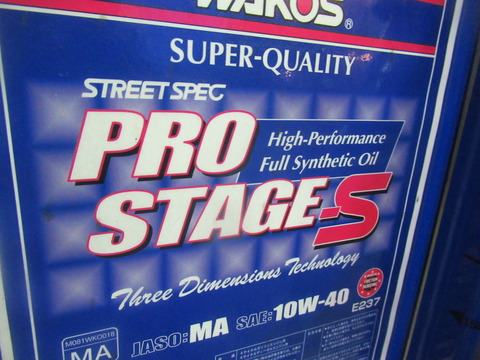 WAKO'S®
SUPER-QUALITY
STREET SPEC
PRO
STAGE-S
High-Performance
Full Synthetic Oil
Three Dimensions Technology
JASO:MA SAE:10W-40
E237
M081WKO018
MA